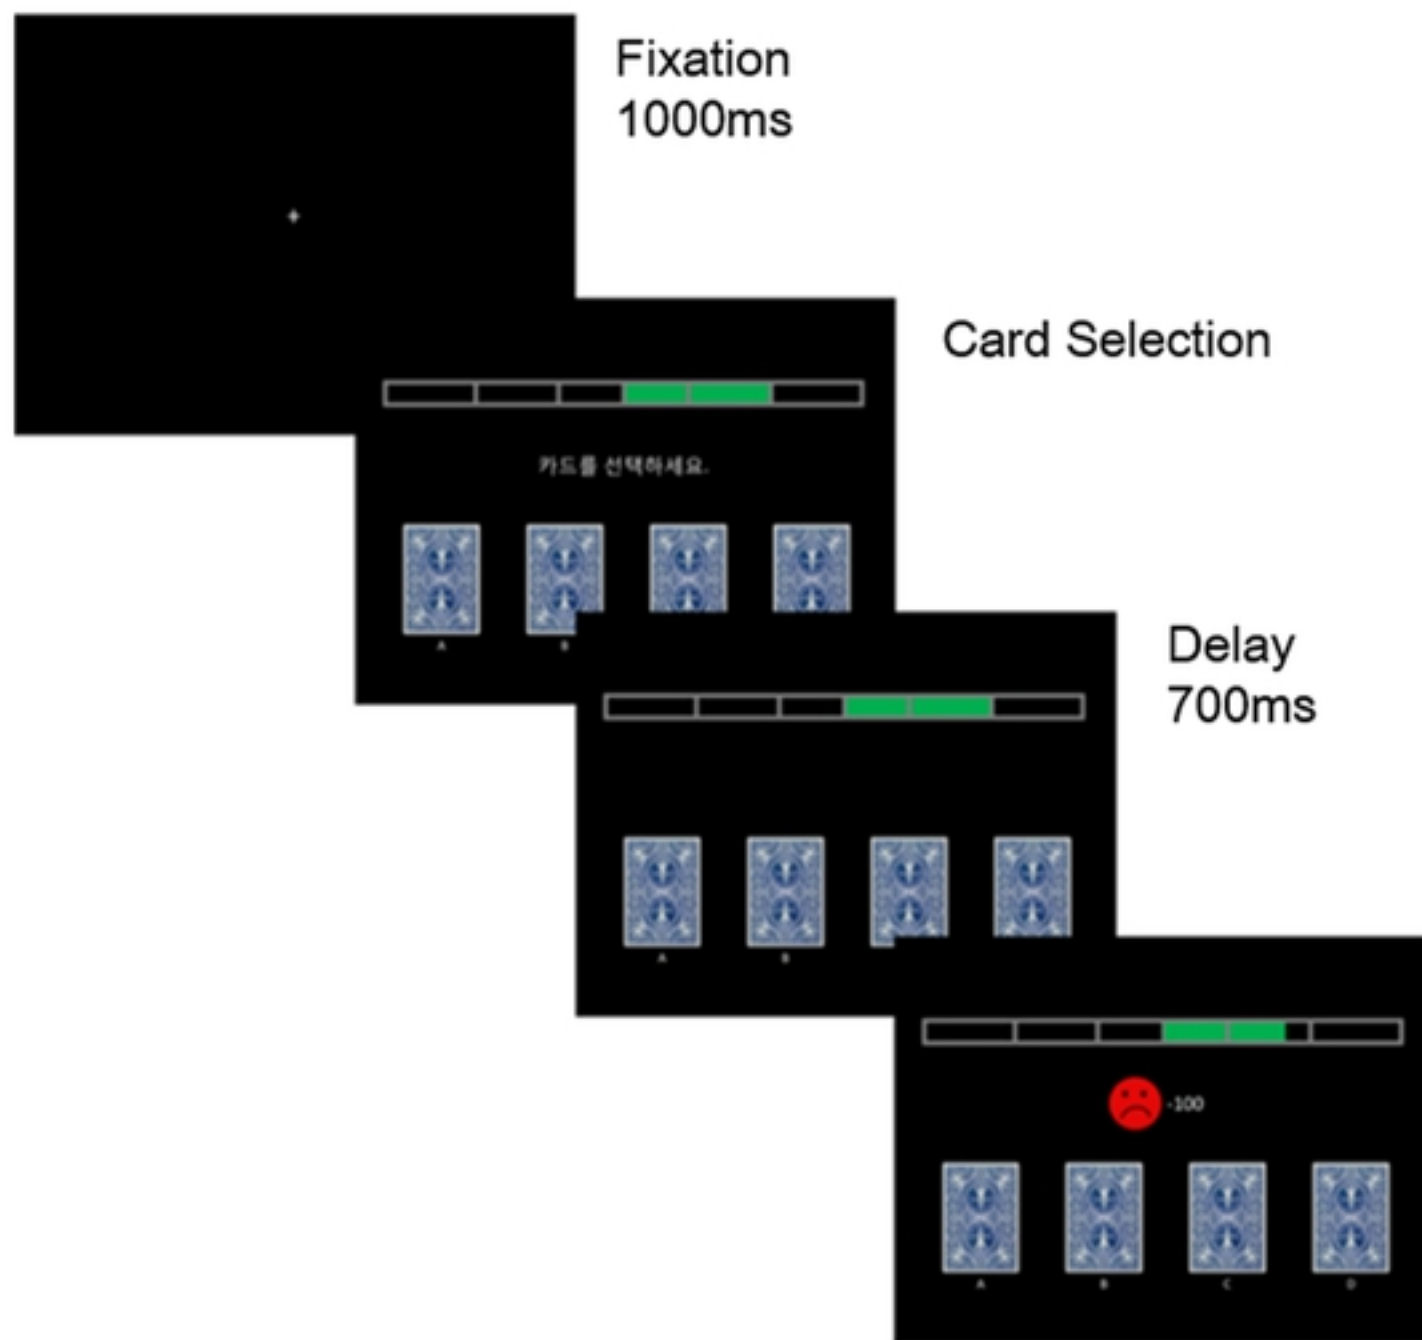 Fixation
1000ms
Card Selection
카드를 선택하세요.
A B
Delay
700ms
A B
-100
A B C D